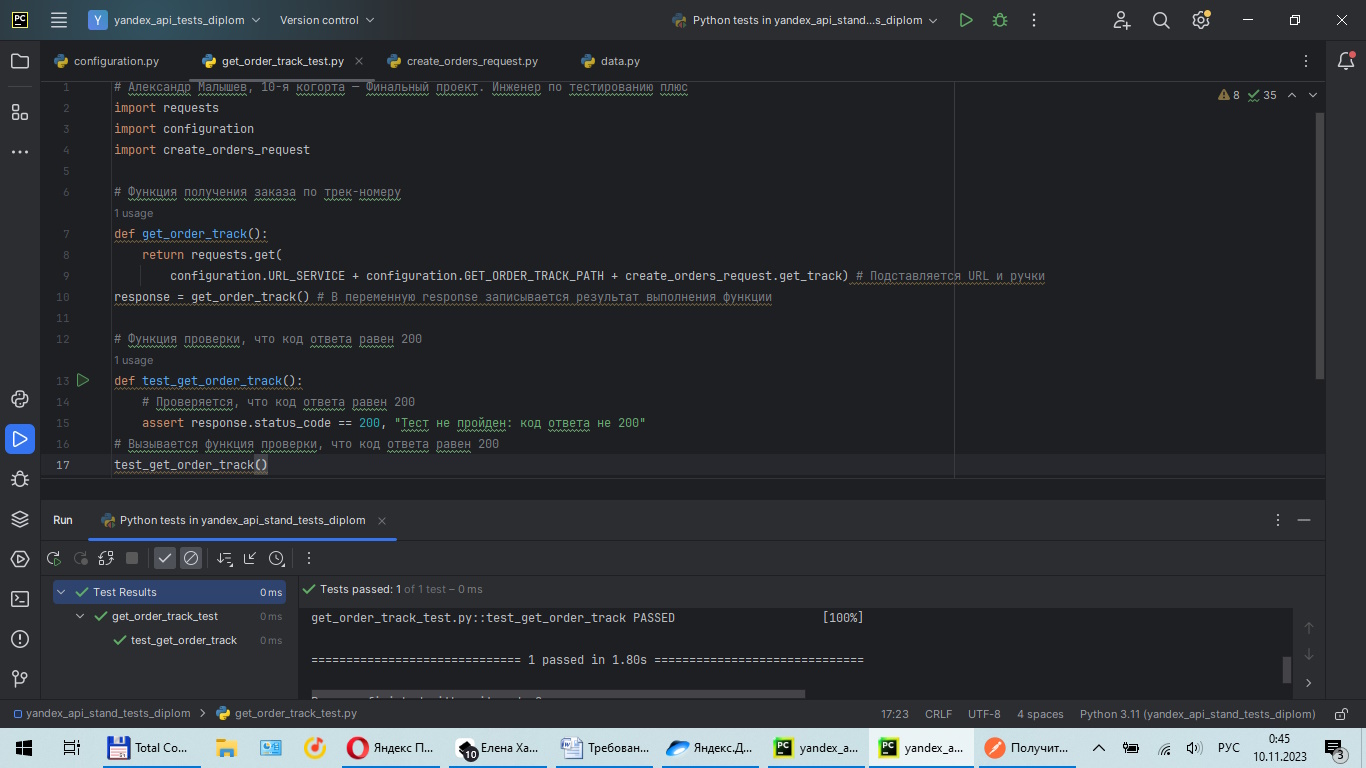 PC
Y yandex_api_tests_diplom
Version control
Python tests in yandex_api_stand...s_diplom
configuration.py
get_order_track_test.py
create_orders_request.py
data.py
8
35
1 # Александр Малышев, 10-я когорта — Финальный проект. Инженер по тестированию плюс
2 import requests
3 import configuration
4 import create_orders_request
5
6 # Функция получения заказа по трек-номеру
1 usage
7 def get_order_track():
8 return requests.get(
9 configuration.URL_SERVICE + configuration.GET_ORDER_TRACK_PATH + create_orders_request.get_track) # Подставляется URL и ручки
10 response = get_order_track() # В переменную response записывается результат выполнения функции
11
12 # Функция проверки, что код ответа равен 200
1 usage
13 def test_get_order_track():
14 # Проверяется, что код ответа равен 200
15 assert response.status_code == 200, "Тест не пройден: код ответа не 200"
16 # Вызывается функция проверки, что код ответа равен 200
17 test_get_order_track()
Run
Python tests in yandex_api_stand_tests_diplom
Test Results 0 ms
get_order_track_test 0 ms
test_get_order_track 0 ms
Tests passed: 1 of 1 test – 0 ms
get_order_track_test.py::test_get_order_track PASSED [100%]
============================== 1 passed in 1.80s ==============================
yandex_api_stand_tests_diplom
get_order_track_test.py
17:23
CRLF
UTF-8
4 spaces
Python 3.11 (yandex_api_stand_tests_diplom)
Total Co...
Яндекс П...
10
Елена Ха...
Требован...
Яндекс.Д...
PC
yandex_a...
PC
yandex_a...
Получит...
РУС
0:45
10.11.2023
3